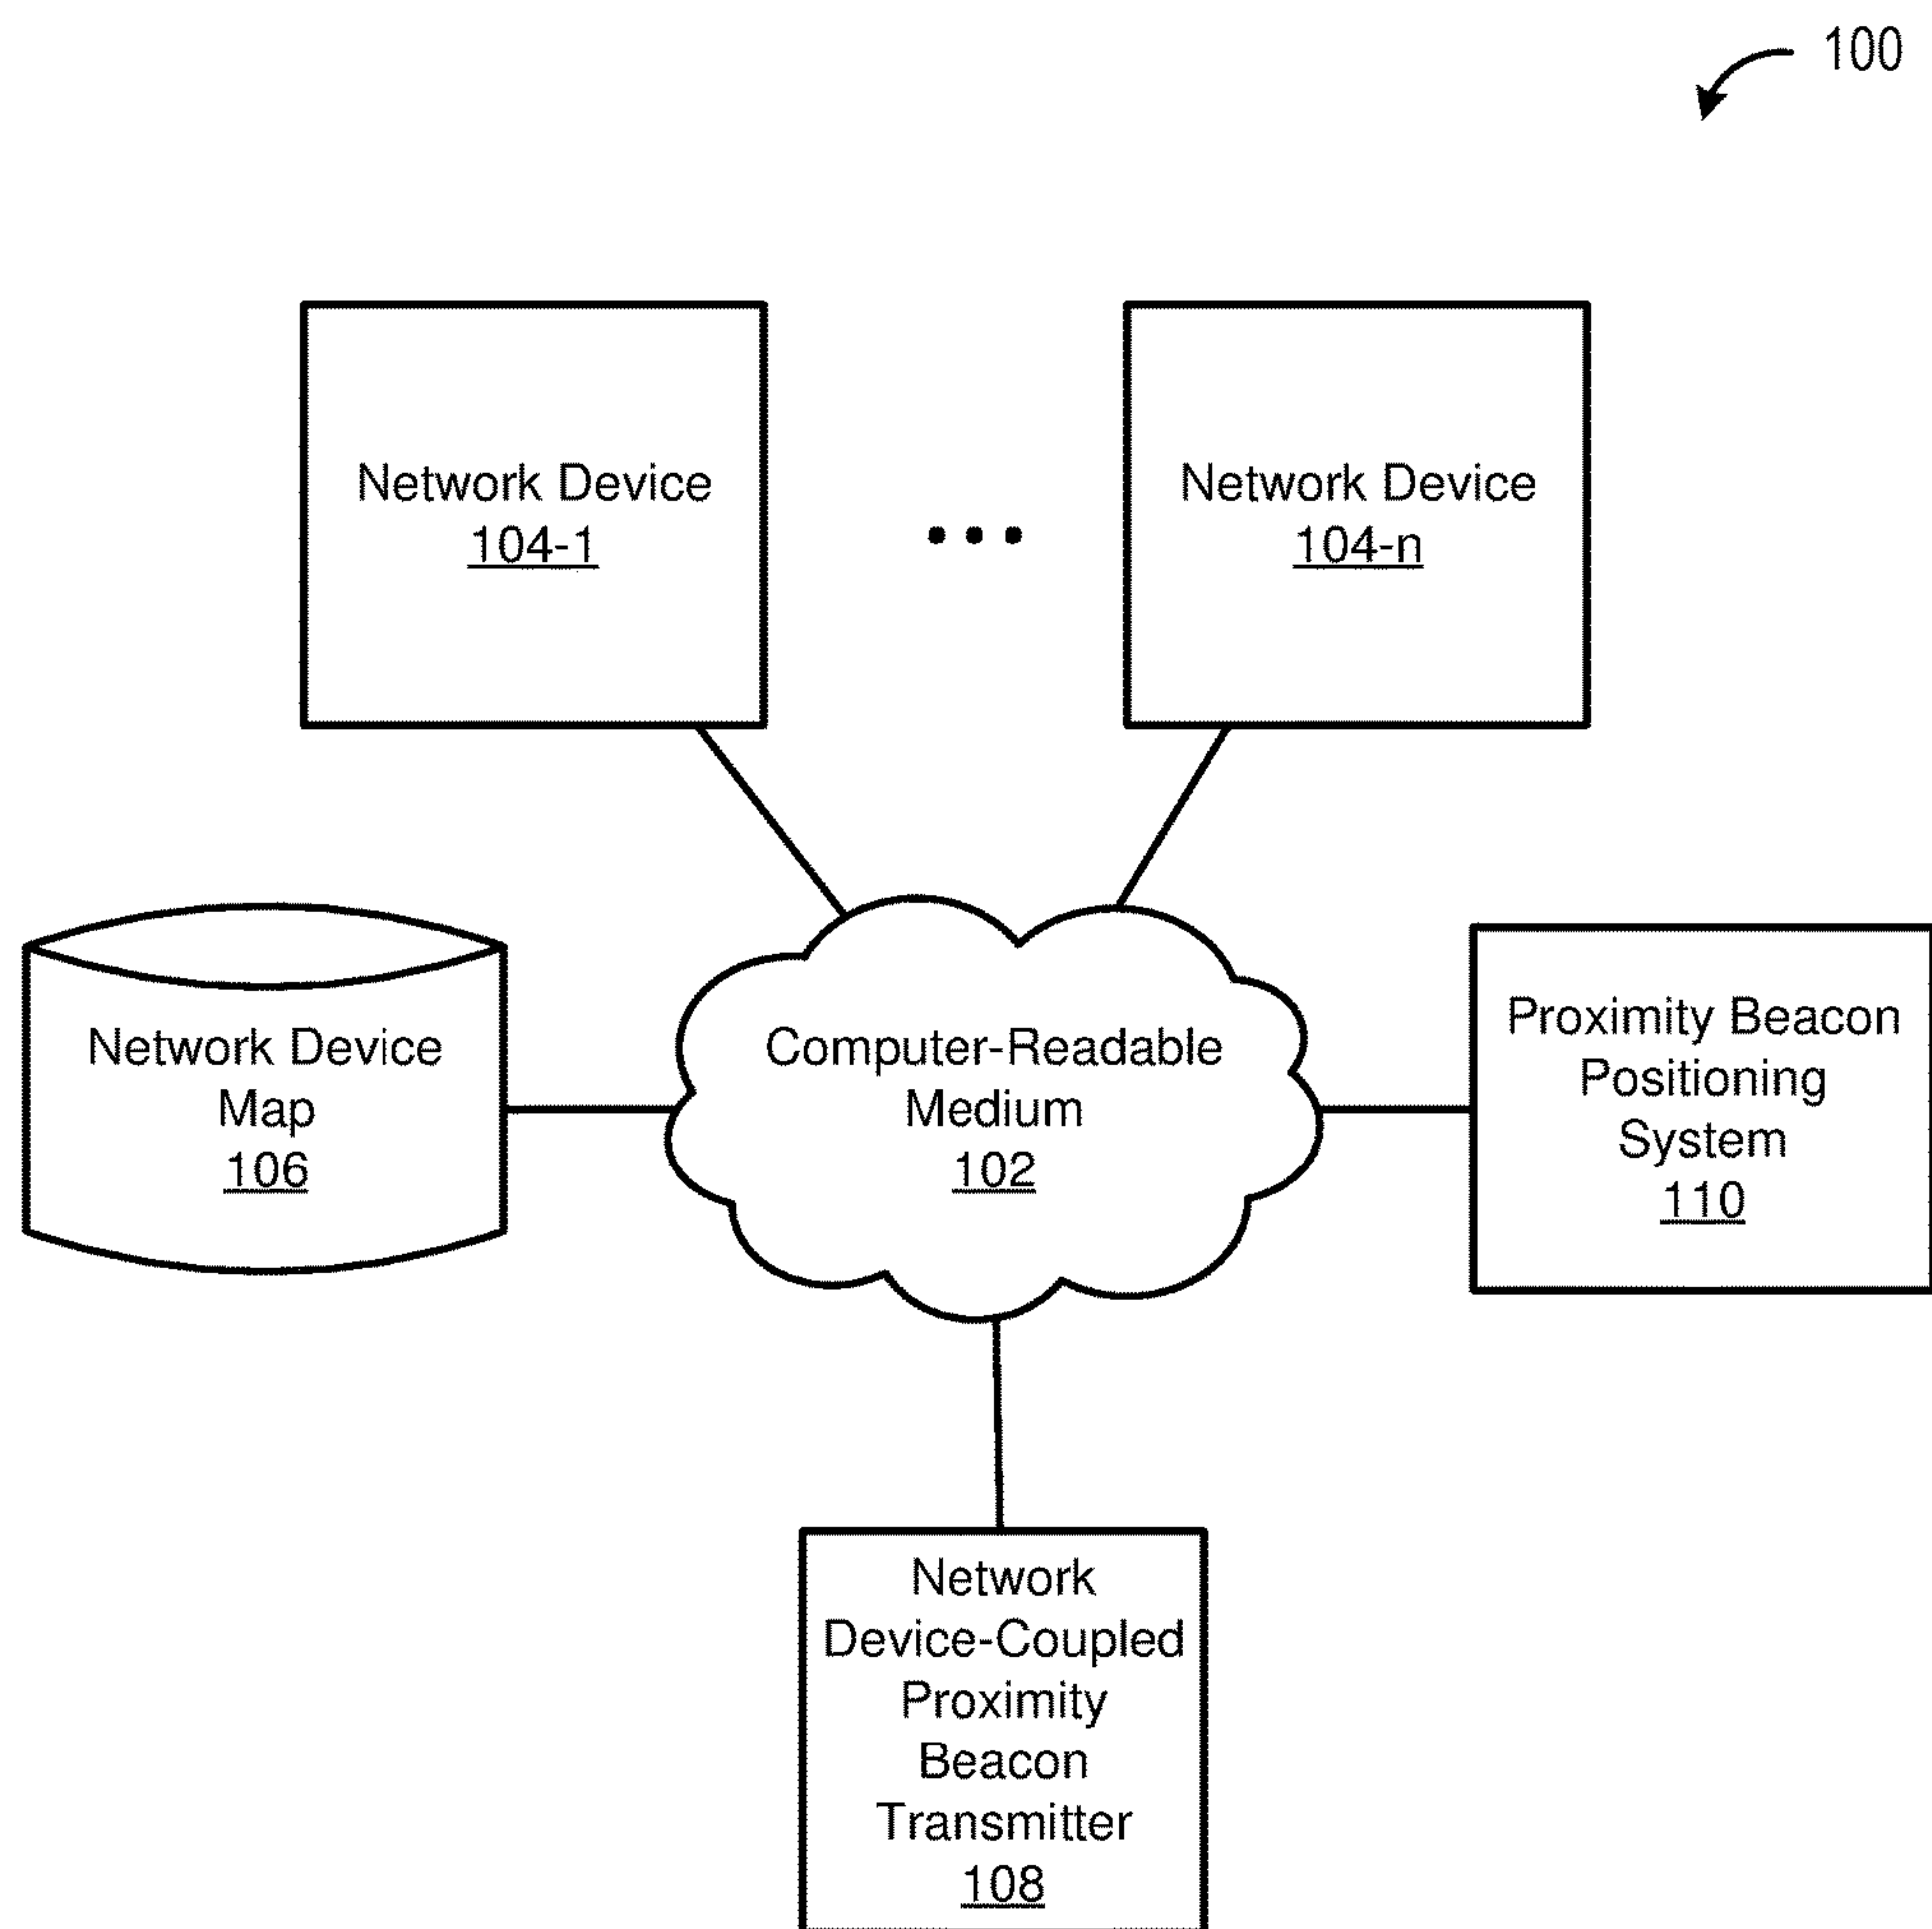 100
Network Device
104-1
...
Network Device
104-n
Network Device
Map
106
Computer-Readable
Medium
102
Proximity Beacon
Positioning
System
110
Network
Device-Coupled
Proximity
Beacon
Transmitter
108